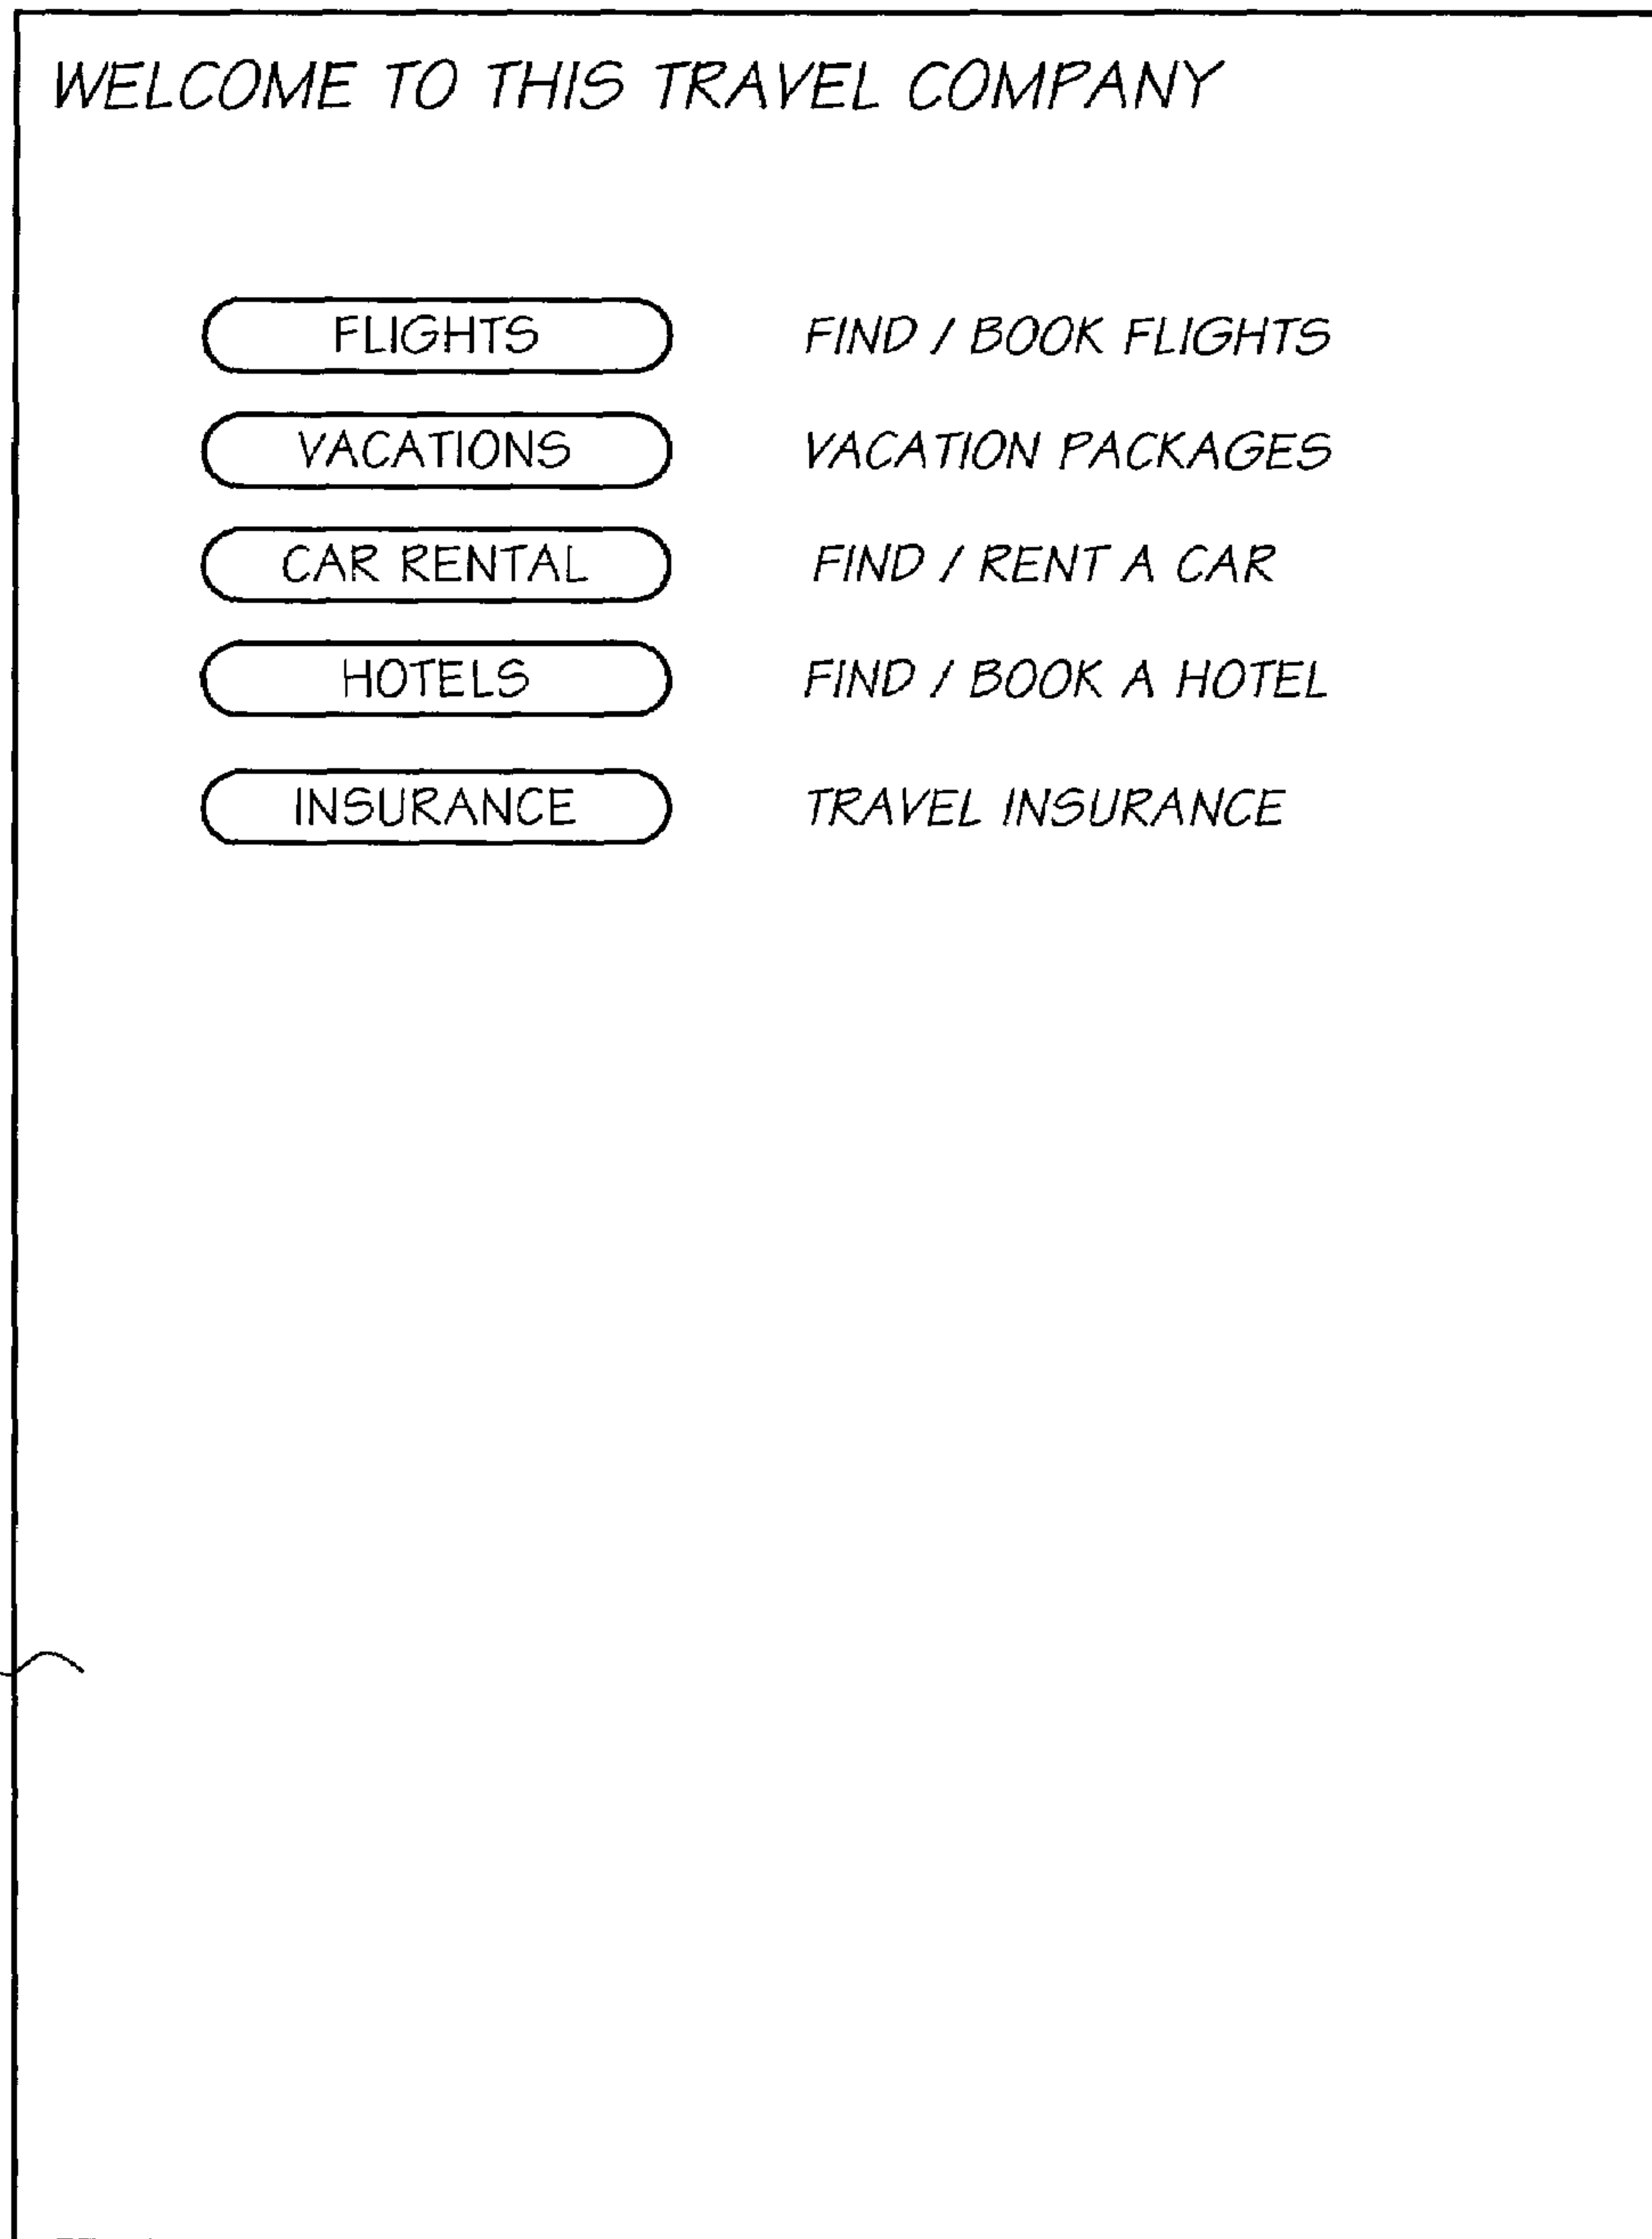 WELCOME TO THIS TRAVEL COMPANY
FLIGHTS FIND / BOOK FLIGHTS
VACATIONS VACATION PACKAGES
CAR RENTAL FIND / RENT A CAR
HOTELS FIND / BOOK A HOTEL
INSURANCE TRAVEL INSURANCE